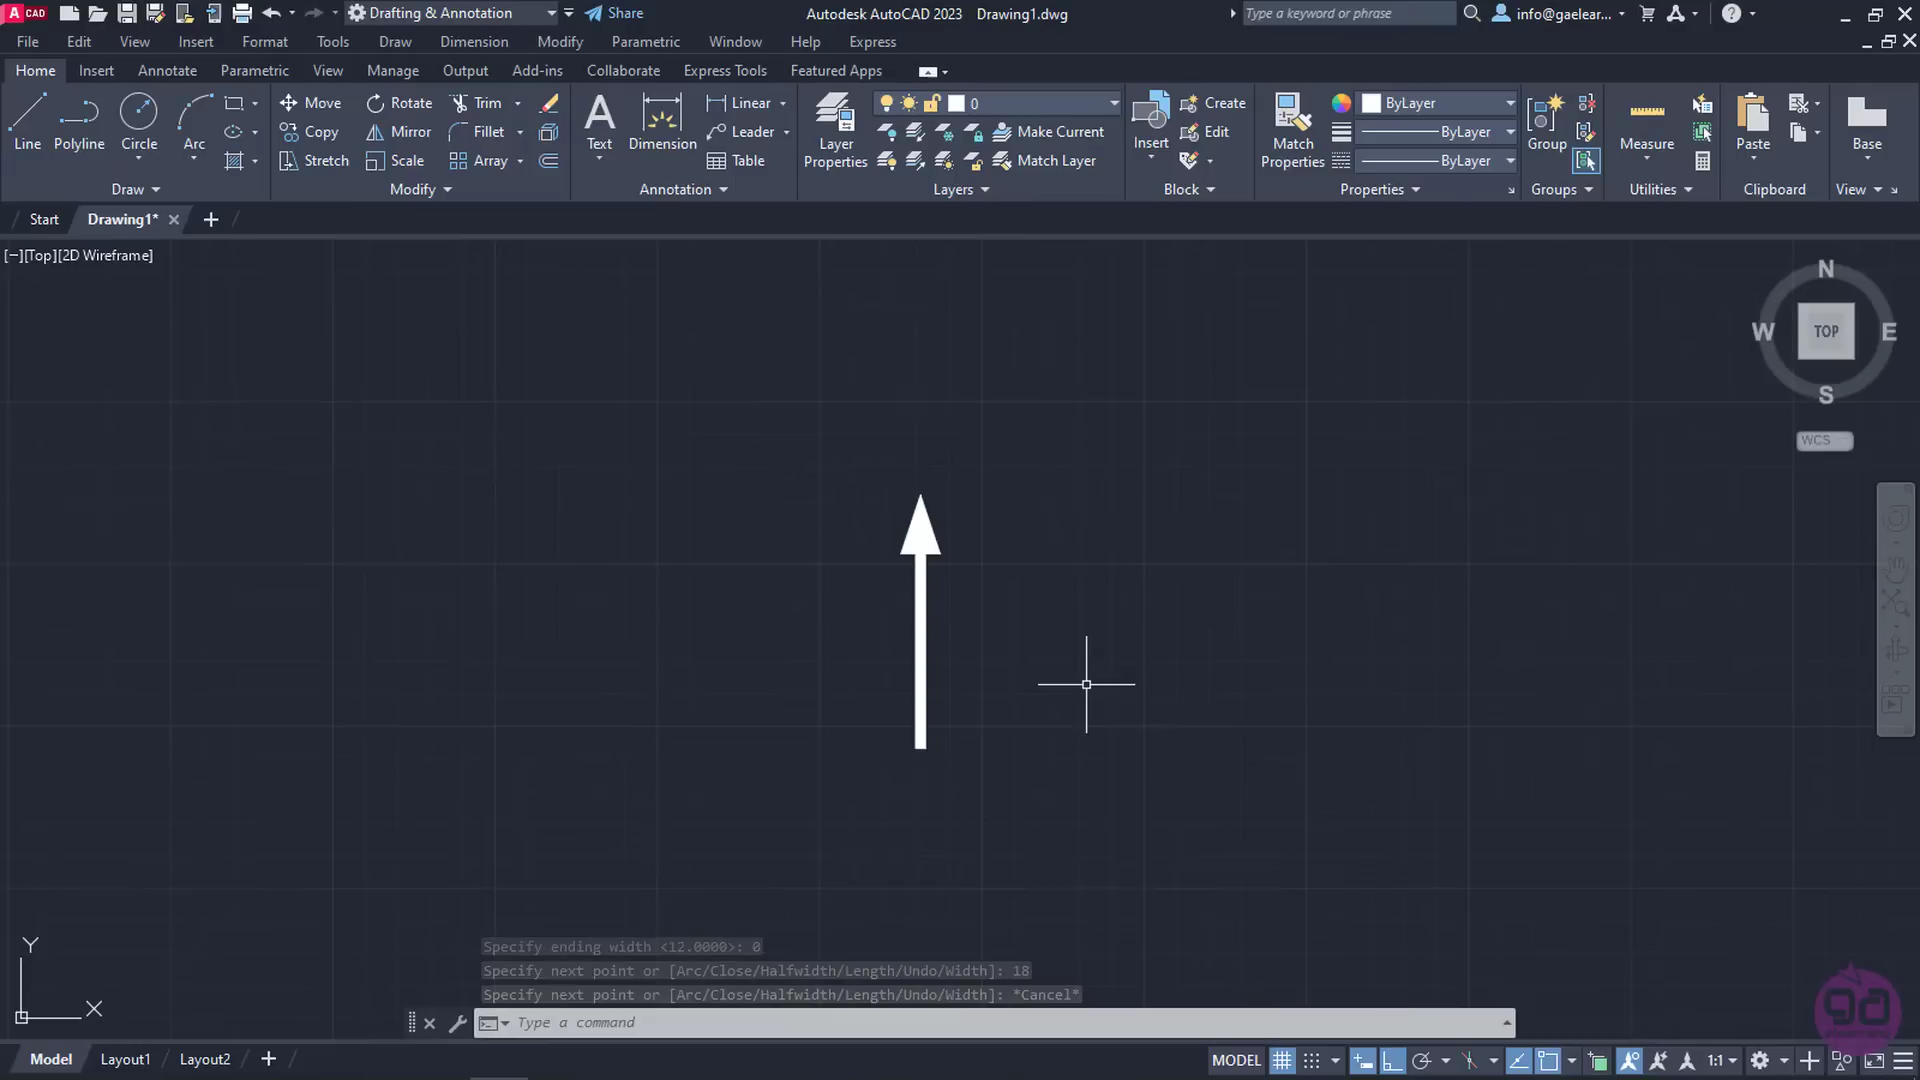 A CAD Drafting & Annotation Share Autodesk AutoCAD 2023 Drawing1.dwg Type a keyword or phrase info@gaelear...
File Edit View Insert Format Tools Draw Dimension Modify Parametric Window Help Express
Home Insert Annotate Parametric View Manage Output Add-ins Collaborate Express Tools Featured Apps
Line Polyline Circle Arc
Draw
Move Rotate Trim
Copy Mirror Fillet
Stretch Scale Array
Modify
Text Dimension
Linear
Leader
Table
Annotation
Layer Properties
0
Make Current
Match Layer
Layers
Insert
Create
Edit
Block
Match Properties
ByLayer
ByLayer
ByLayer
Properties
Group
Groups
Measure
Utilities
Paste
Clipboard
Base
View
Start Drawing1*
[−][Top][2D Wireframe]
N
W TOP E
S
WCS
Y
X
Specify ending width <12.0000>: 0
Specify next point or [Arc/Close/Halfwidth/Length/Undo/Width]: 18
Specify next point or [Arc/Close/Halfwidth/Length/Undo/Width]: *Cancel*
Type a command
Model Layout1 Layout2 MODEL 1:1